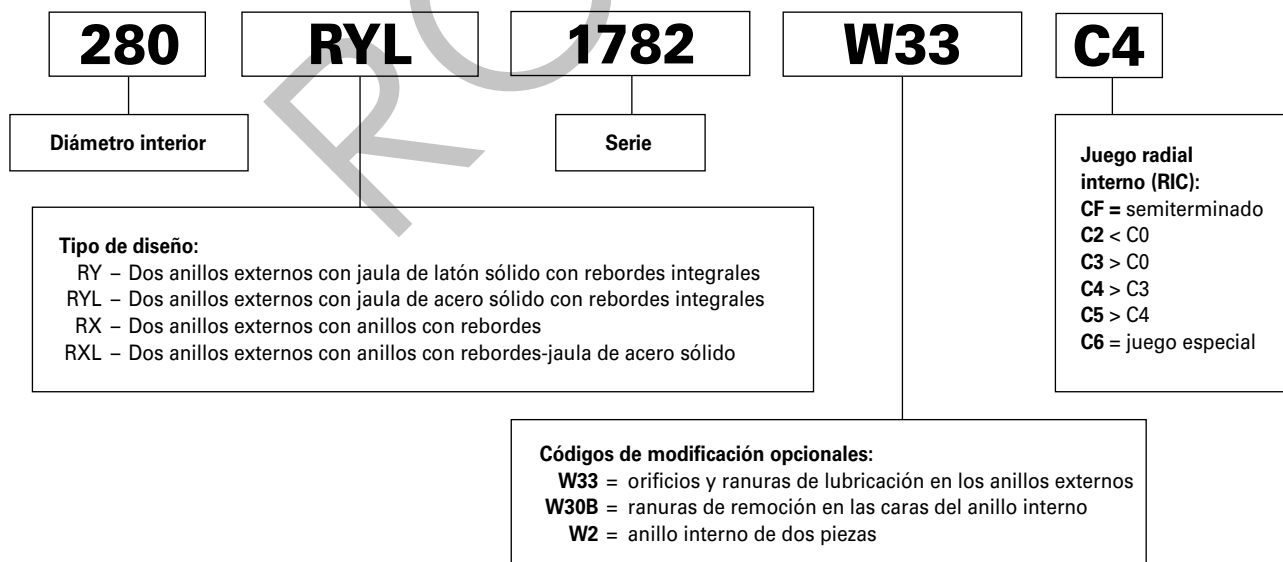 280 RYL 1782 W33 C4
Diámetro interior
Serie
Juego radial
interno (RIC):
CF = semiterminado
C2 < C0
C3 > C0
C4 > C3
C5 > C4
C6 = juego especial
Tipo de diseño:
RY – Dos anillos externos con jaula de latón sólido con rebordes integrales
RYL – Dos anillos externos con jaula de acero sólido con rebordes integrales
RX – Dos anillos externos con anillos con rebordes
RXL – Dos anillos externos con anillos con rebordes-jaula de acero sólido
Códigos de modificación opcionales:
W33 = orificios y ranuras de lubricación en los anillos externos
W30B = ranuras de remoción en las caras del anillo interno
W2 = anillo interno de dos piezas